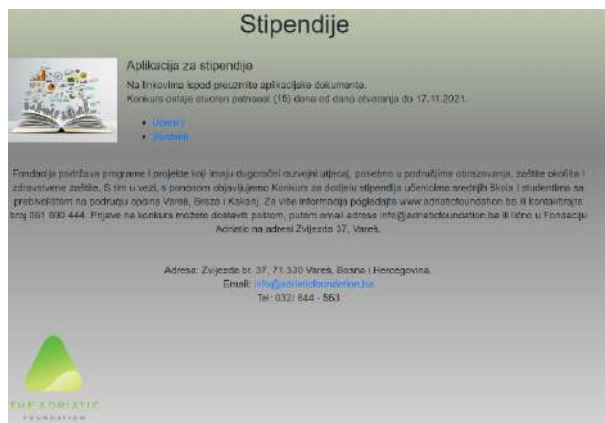 Stipendije
Aplikacija za stipendije
Na linkovima ispod preuzmite aplikacijske dokumente.
Konkurs ostaje otvoren petnaest (15) dana od dana otvaranja do 17.11.2021.
Učenici
Studenti
Fondacija podržava programe i projekte koji imaju dugoročni razvojni utjecaj, posebno u područjima obrazovanja, zaštite okoliša i
zdravstvene zaštite. S tim u vezi, s ponosom objavljujemo Konkurs za dodjelu stipendija učenicima srednjih škola i studentima sa
prebivalištem na području općina Vareš, Breza i Kakanj. Za više informacija pogledajte www.adriaticfoundation.ba ili kontaktirajte
broj 061 690 444. Prijave na konkurs možete dostaviti poštom, putem email adrese info@adriaticfoundation.ba ili lično u Fondaciju
Adriatic na adresi Zvijezda 37, Vareš.
Adresa: Zvijezda br. 37, 71 330 Vareš, Bosna i Hercegovina.
Email: info@adriaticfoundation.ba
Tel: 032/ 844 - 553
THE ADRIATIC
FOUNDATION